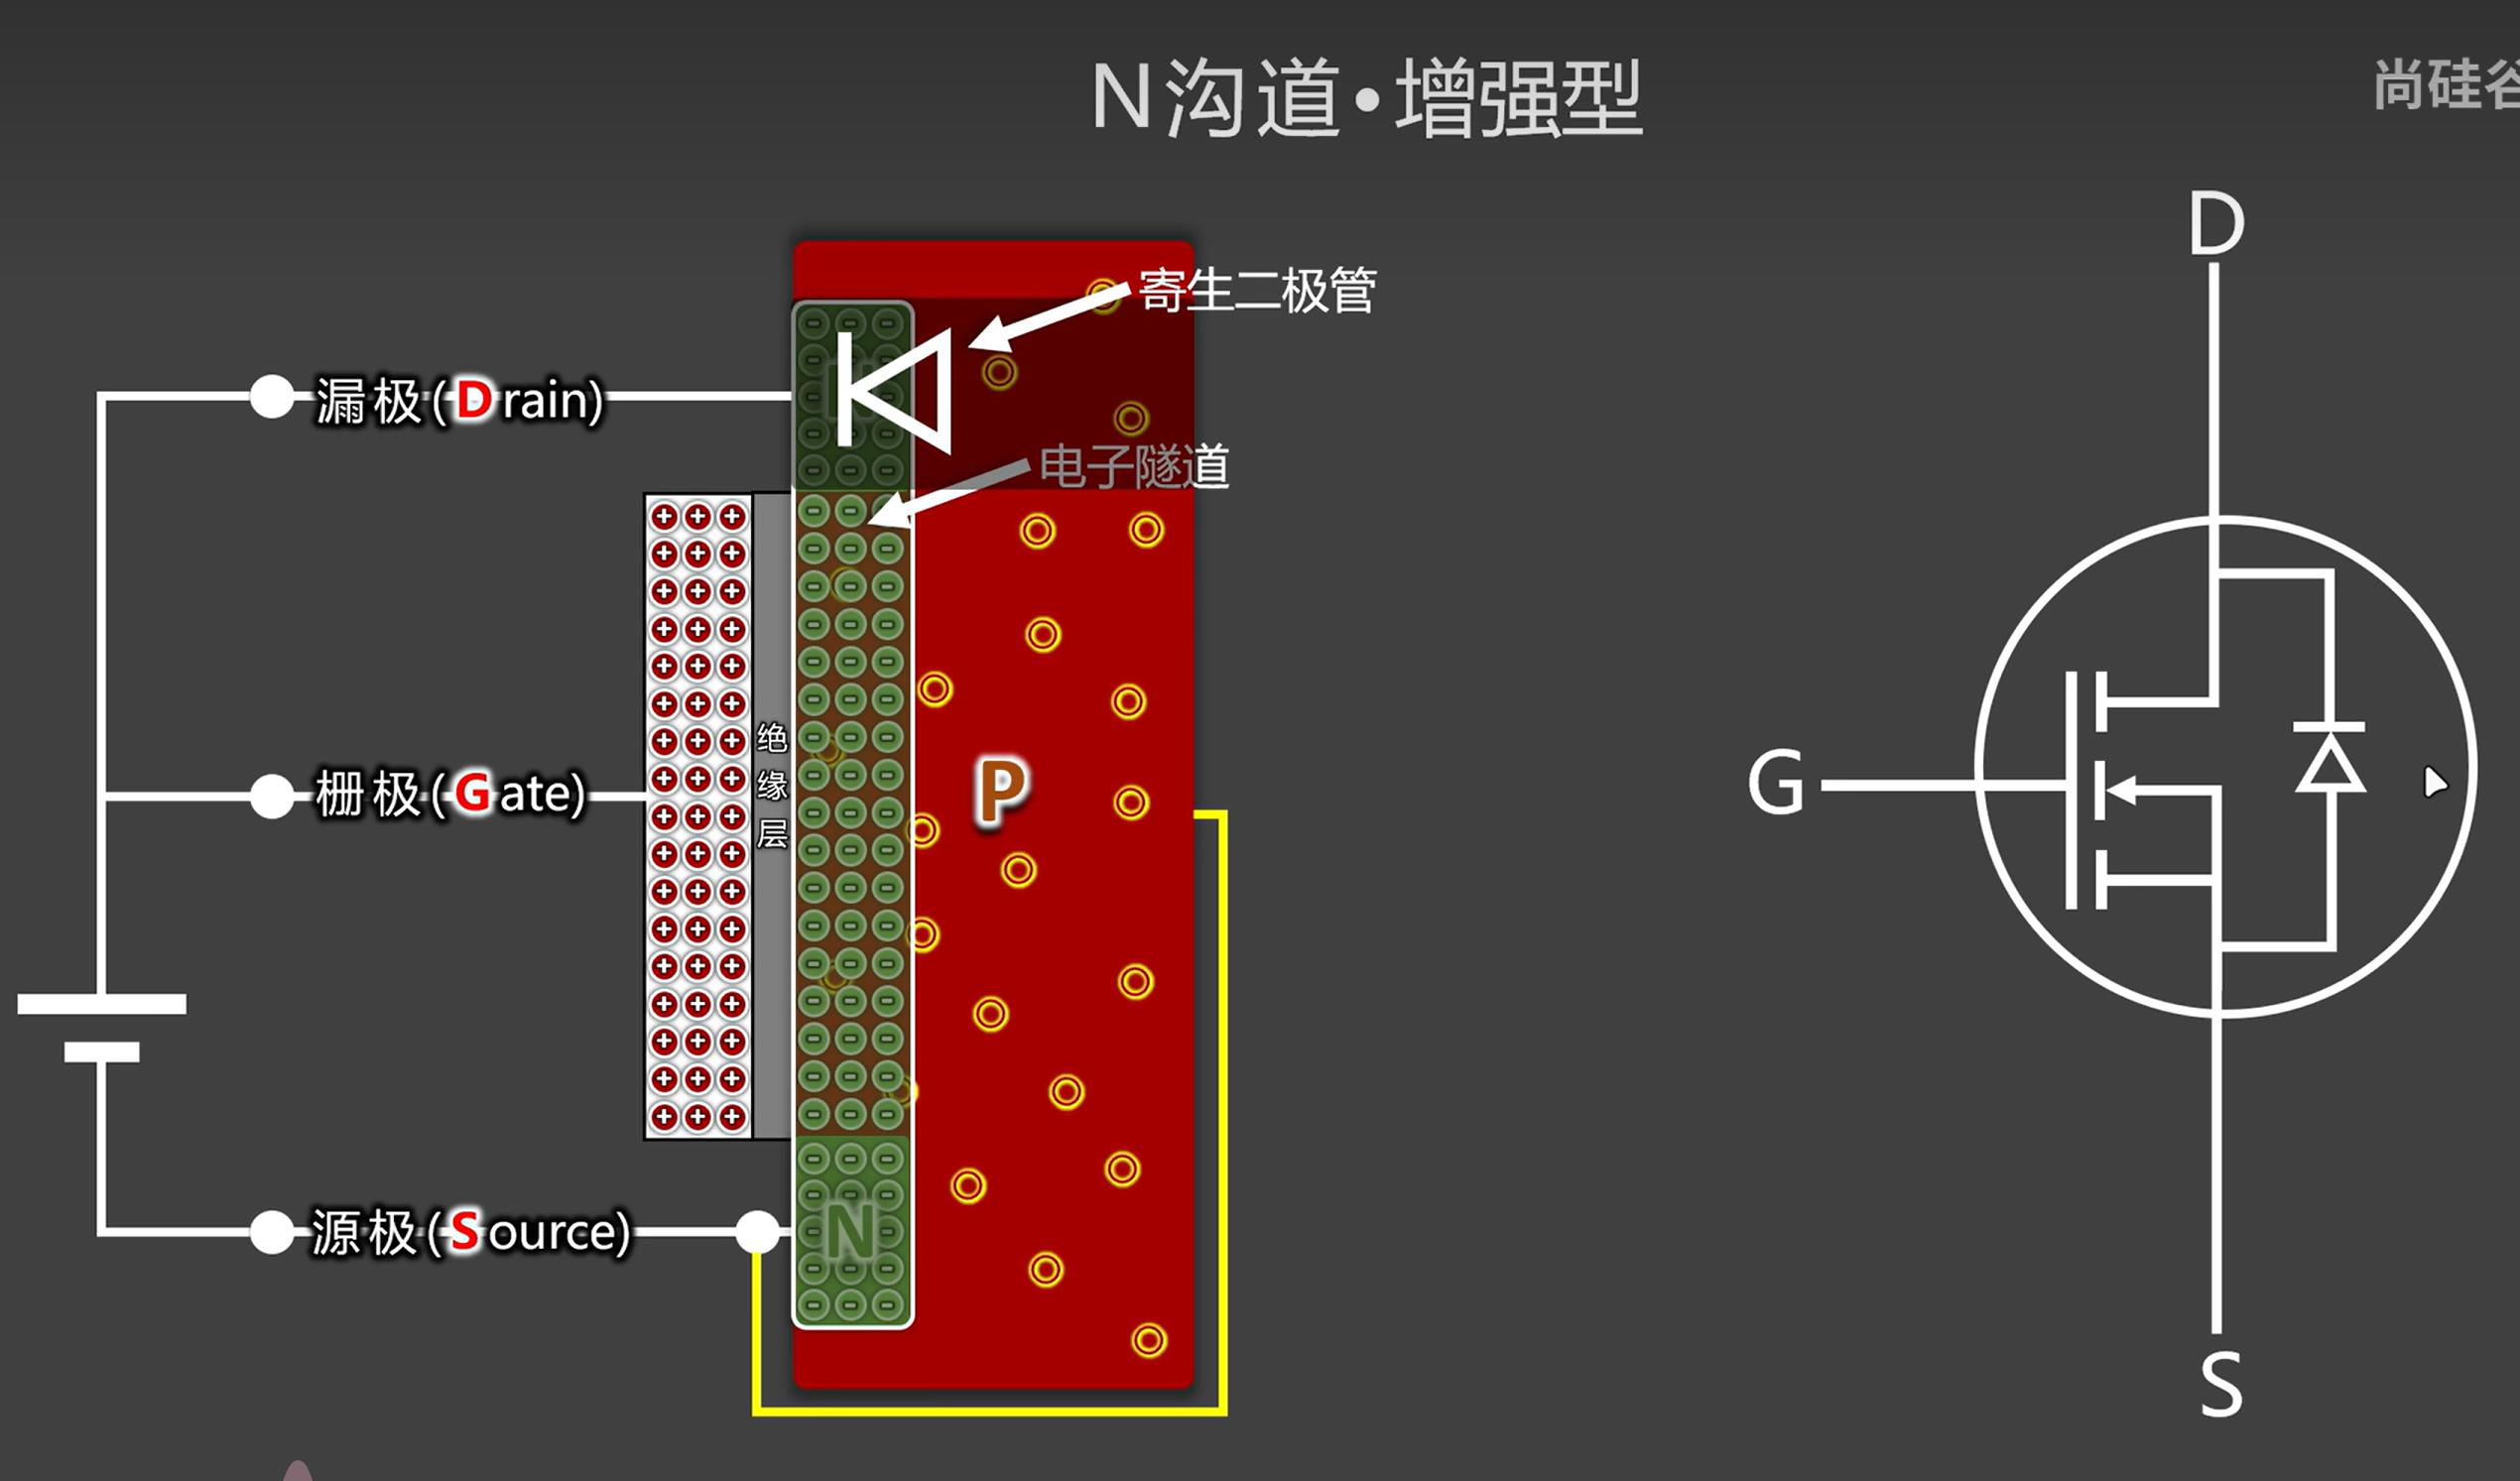 N沟道•增强型
尚硅谷
D
寄生二极管
漏极(Drain)
电子隧道
绝缘层
P
栅极(Gate)
G
源极(Source)
N
S